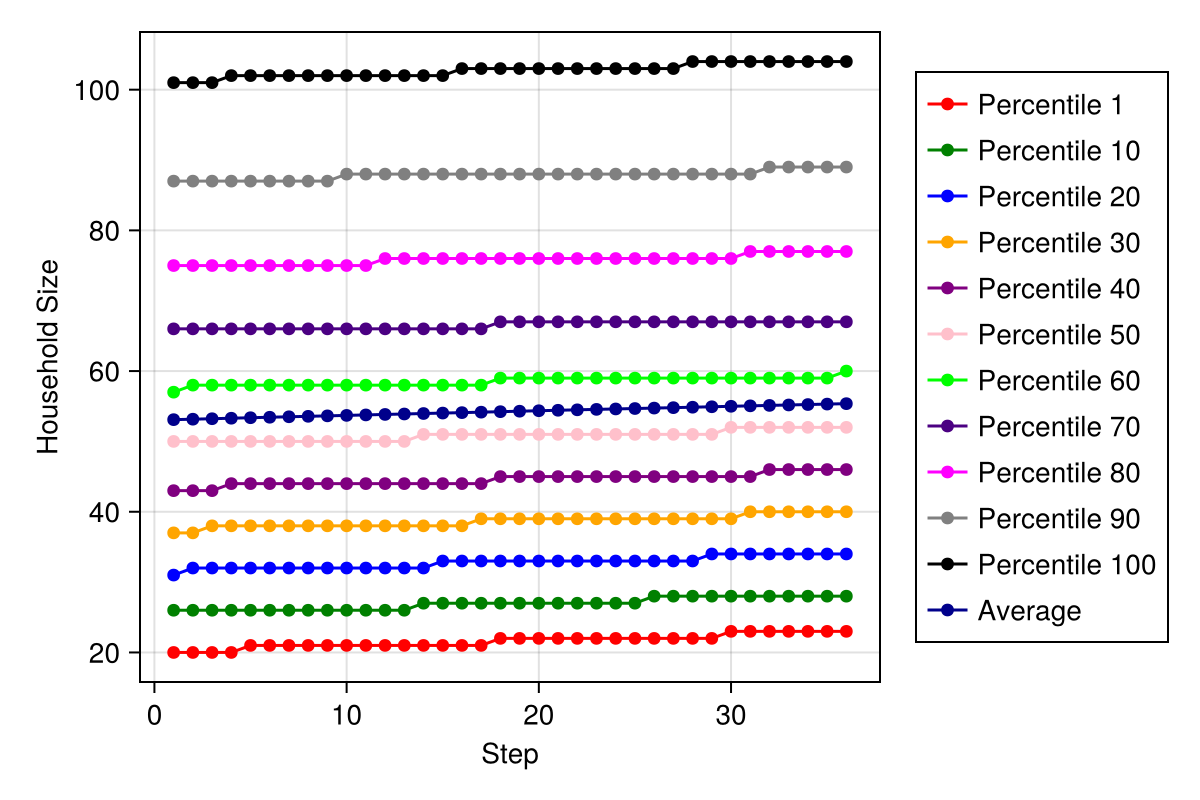 100
80
60
40
20
Household Size
0 10 20 30
Step
Percentile 1
Percentile 10
Percentile 20
Percentile 30
Percentile 40
Percentile 50
Percentile 60
Percentile 70
Percentile 80
Percentile 90
Percentile 100
Average